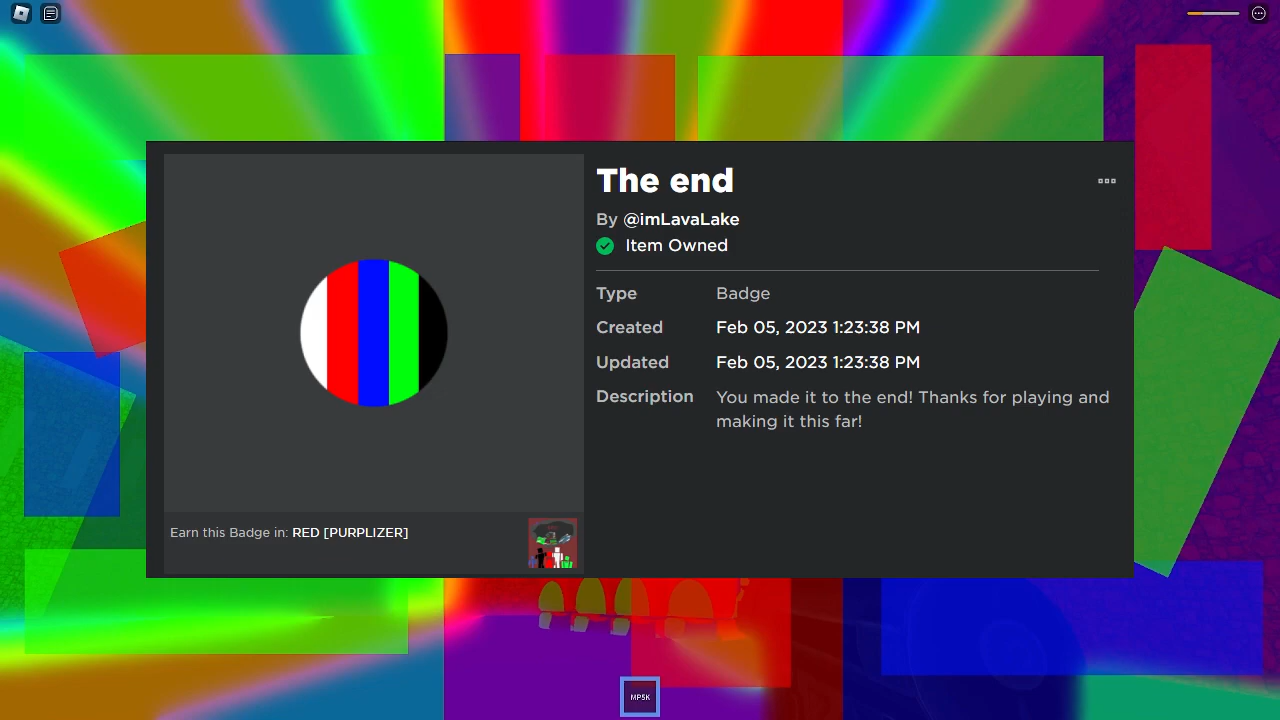 The end
By @imLavaLake
Item Owned
Type Badge
Created Feb 05, 2023 1:23:38 PM
Updated Feb 05, 2023 1:23:38 PM
Description You made it to the end! Thanks for playing and
making it this far!
Earn this Badge in: RED [PURPLIZER]
MP5K